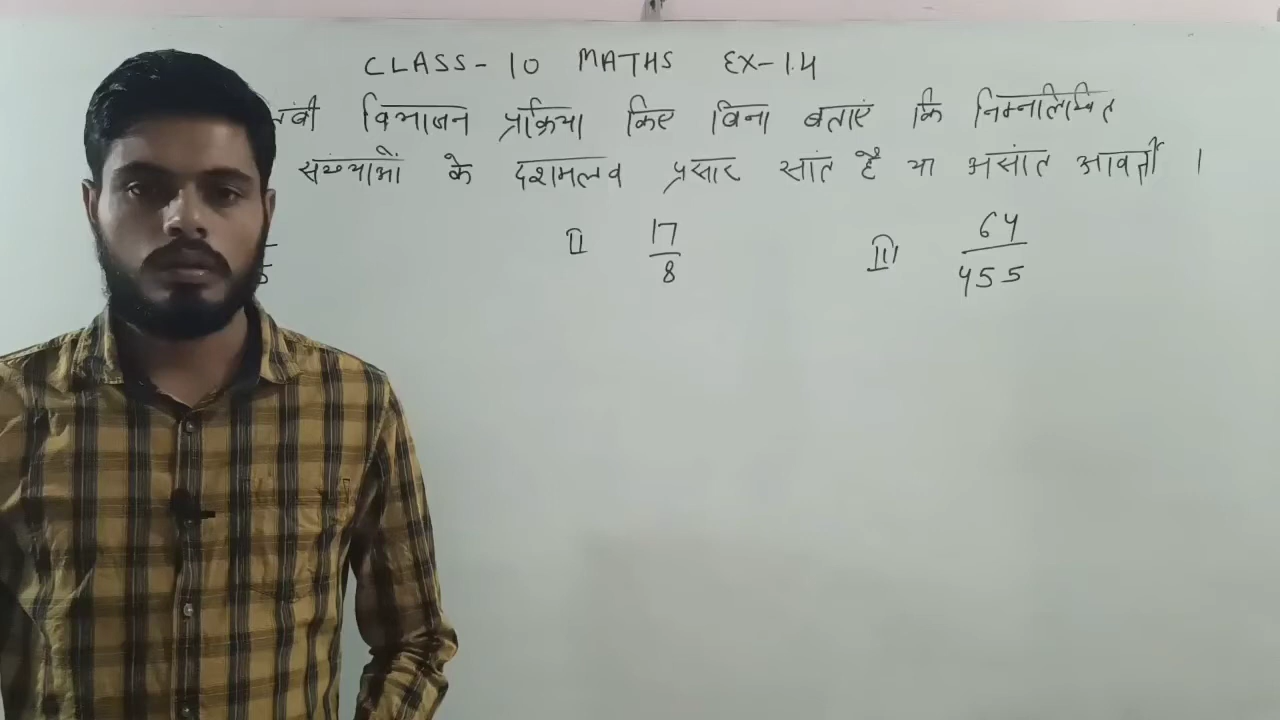 CLASS - 10 MATHS EX-1.4
विभाजन प्रक्रिया किए बिना बताएं कि निम्नलिखित
संख्याओं के दशमलव प्रसार सांत है या असांत आवर्ती ।
II 17/8 III 64/455